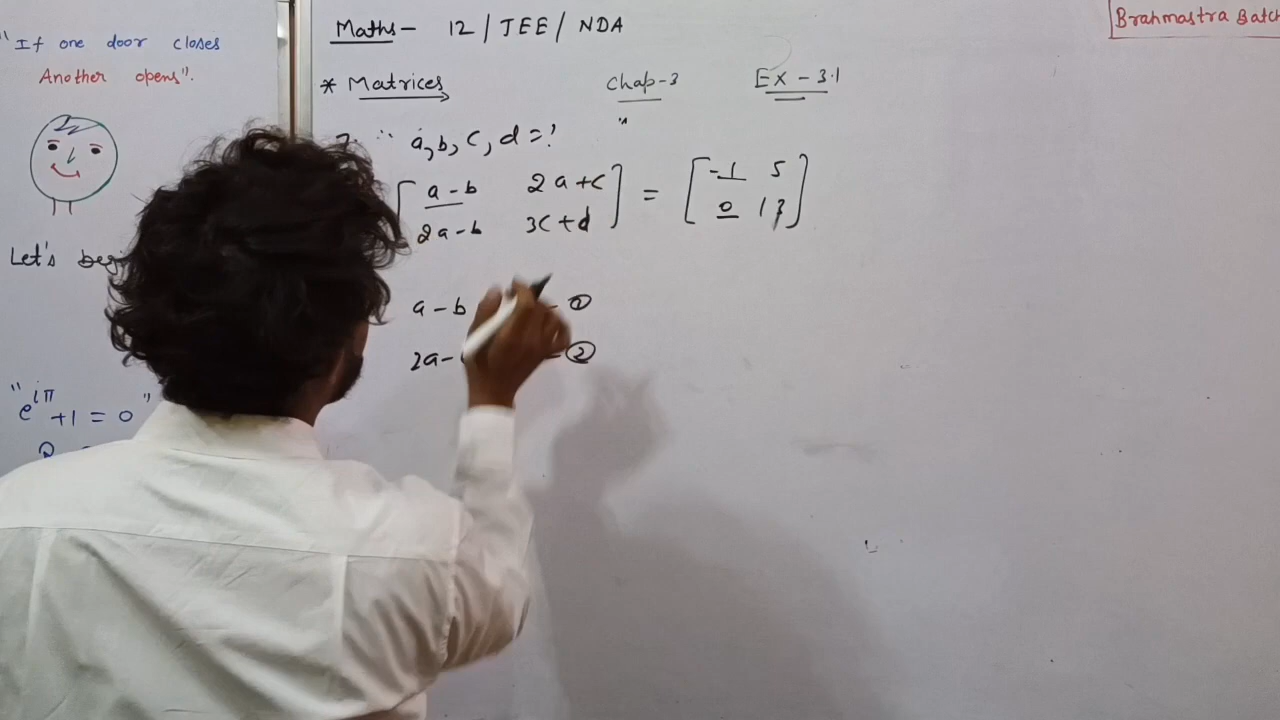 "If one door closes
Another opens".
Let's
"e^iπ +1 = 0"
Maths - 12 / JEE / NDA
Brahmastra Batch
* Matrices Chap-3 Ex - 3.1
7. ∵ a, b, c, d = ?
[a-b 2a+c] = [-1 5]
[2a-b 3c+d] [0 13]
a - b - ①
2a - - ②